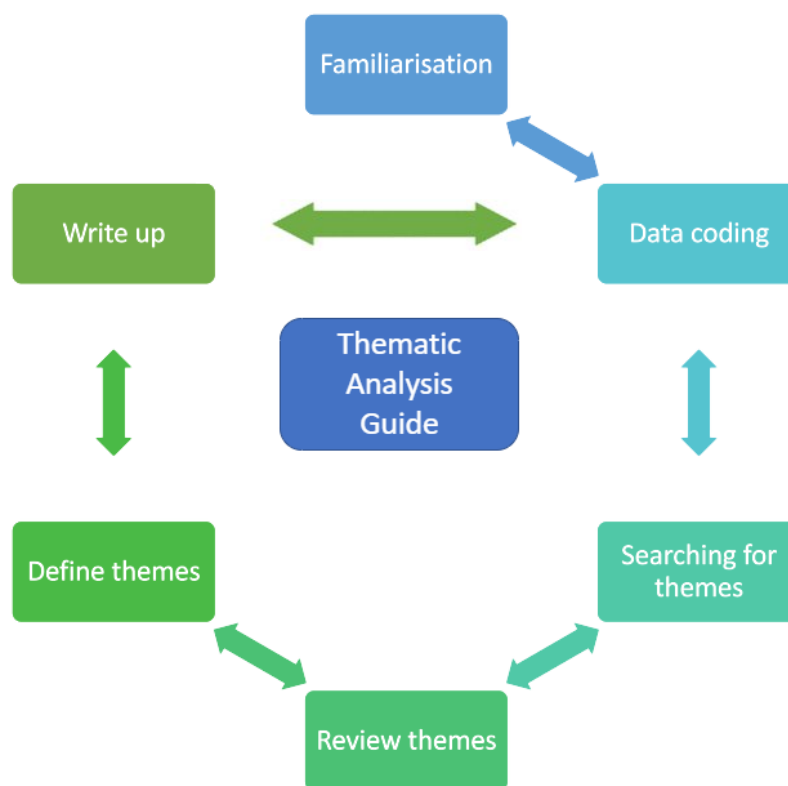 Familiarisation
Write up
Data coding
Thematic
Analysis
Guide
Define themes
Searching for
themes
Review themes